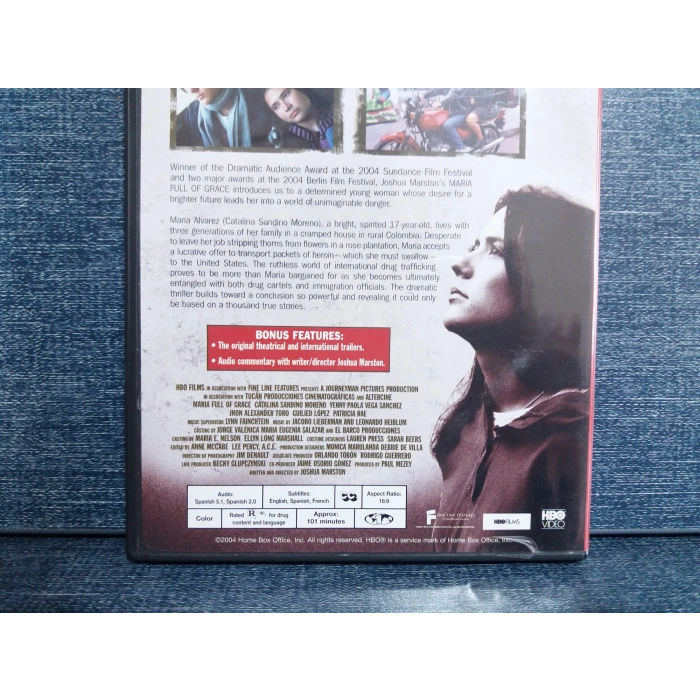 Winner of the Dramatic Audience Award at the 2004 Sundance Film Festival
and two major awards at the 2004 Berlin Film Festival, Joshua Marston's MARIA
FULL OF GRACE introduces us to a determined young woman whose desire for a
brighter future leads her into a world of unimaginable danger.
Maria Alvarez (Catalina Sandino Moreno), a bright, spirited 17-year-old, lives with
three generations of her family in a cramped house in rural Colombia. Desperate
to leave her job stripping thorns from flowers in a rose plantation, Maria accepts
a lucrative offer to transport packets of heroin– which she must swallow –
to the United States. The ruthless world of international drug trafficking
proves to be more than Maria bargained for as she becomes ultimately
entangled with both drug cartels and immigration officials. The dramatic
thriller builds toward a conclusion so powerful and revealing it could only
be based on a thousand true stories.
BONUS FEATURES:
• The original theatrical and international trailers.
• Audio commentary with writer/director Joshua Marston.
HBO FILMS IN ASSOCIATION WITH FINE LINE FEATURES PRESENTS A JOURNEYMAN PICTURES PRODUCTION
IN ASSOCIATION WITH TUCÁN PRODUCCIONES CINEMATOGRÁFICAS AND ALTERCINE
MARIA FULL OF GRACE CATALINA SANDINO MORENO YENNY PAOLA VEGA SANCHEZ
JHON ALEXANDER TORO GUILIED LÓPEZ PATRICIA RAE
MUSIC SUPERVISOR LYNN FAINCHTEIN MUSIC BY JACOBO LIEBERMAN AND LEONARDO HEIBLUM
CASTING BY JORGE VALENCIA MARIA EUGENIA SALAZAR AND EL BARCO PRODUCCIONES
CASTING BY MARIA E. NELSON ELLYN LONG MARSHALL COSTUME DESIGNERS LAUREN PRESS SARAH BEERS
EDITED BY ANNE MCCABE LEE PERCY, A.C.E. PRODUCTION DESIGNERS MONICA MARULANDA DEBBIE DE VILLA
DIRECTOR OF PHOTOGRAPHY JIM DENAULT ASSOCIATE PRODUCER ORLANDO TOBÓN RODRIGO GUERRERO
LINE PRODUCER BECKY GLUPCZYNSKI CO-PRODUCER JAIME OSORIO GÓMEZ PRODUCED BY PAUL MEZEY
WRITTEN AND DIRECTED BY JOSHUA MARSTON
Audio:
Spanish 5.1, Spanish 2.0
Subtitles:
English, Spanish, French
Aspect Ratio:
16:9
Color
Rated R for drug
content and language
Approx:
101 minutes
FINE LINE FEATURES
HBO FILMS
HBO
VIDEO
©2004 Home Box Office, Inc. All rights reserved. HBO® is a service mark of Home Box Office, Inc.